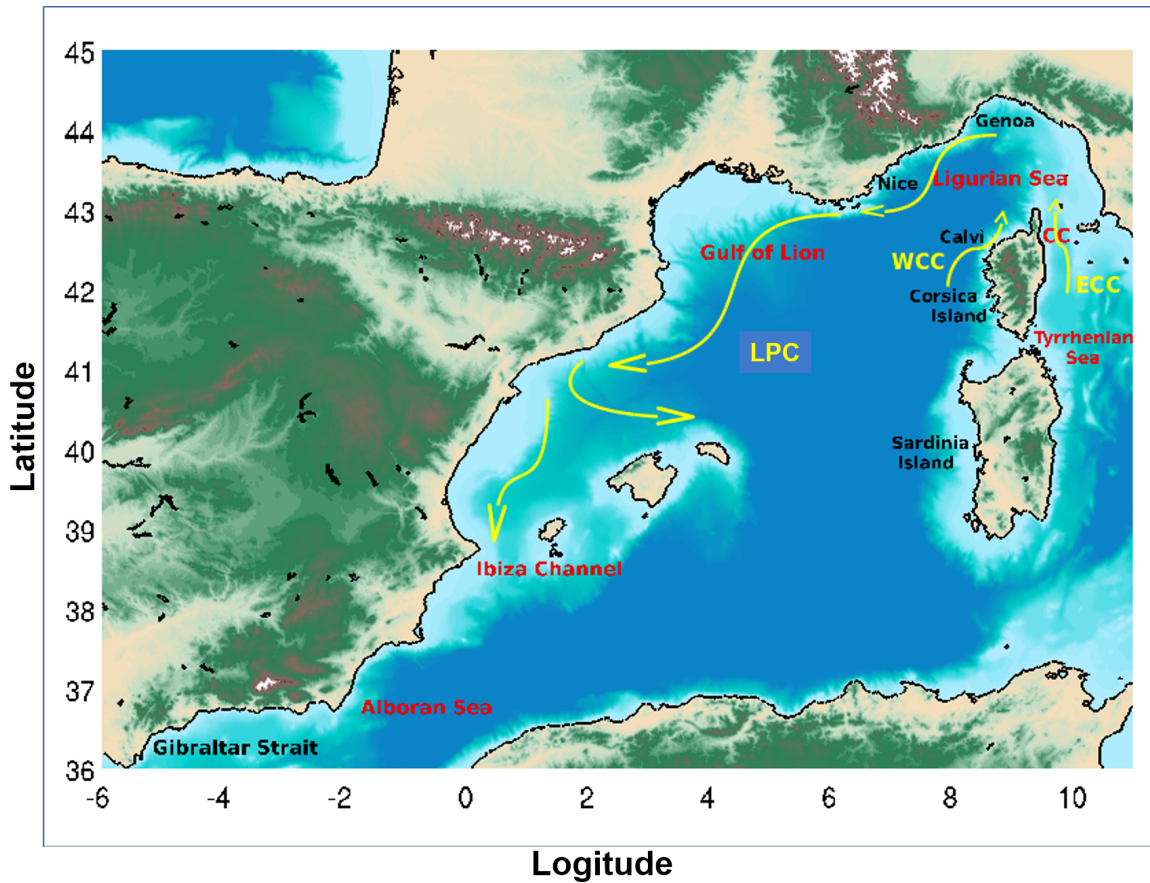 45
44
43
42
41
40
39
38
37
36
Latitude
Genoa
Nice
Ligurian Sea
Calvi
CC
Gulf of Lion
WCC
ECC
Corsica
Island
Tyrrhenian
Sea
LPC
Sardinia
Island
Ibiza Channel
Alboran Sea
Gibraltar Strait
-6
-4
-2
0
2
4
6
8
10
Logitude